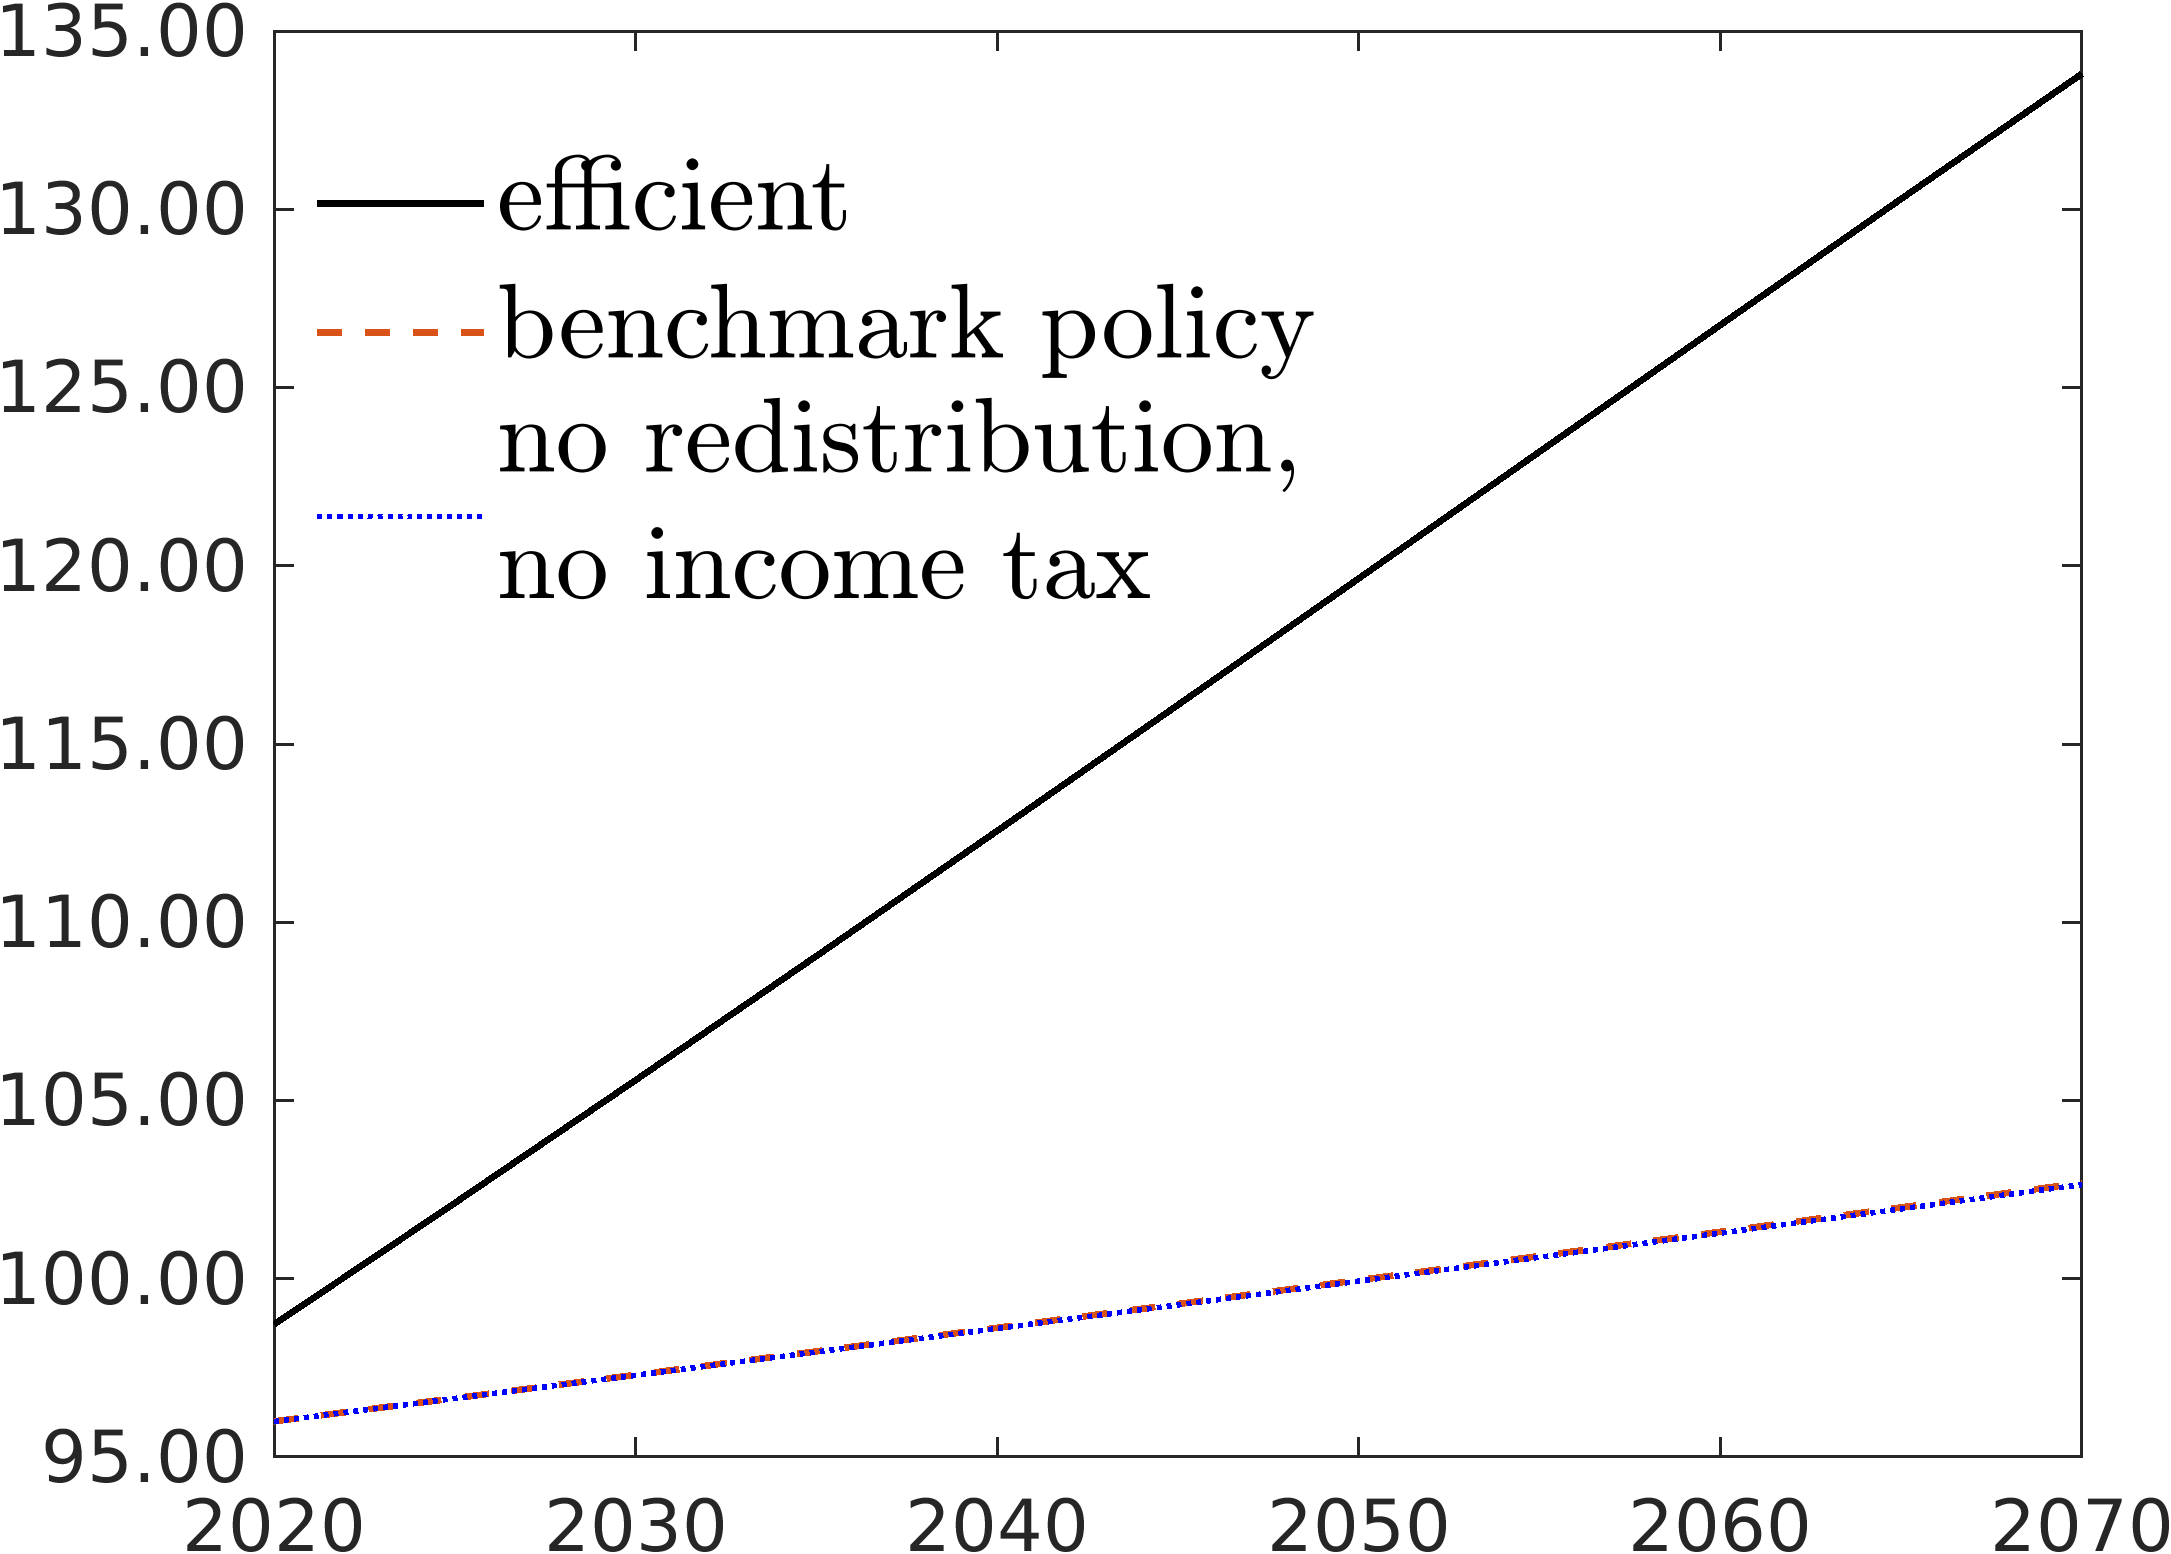 135.00
130.00
125.00
120.00
115.00
110.00
105.00
100.00
95.00
efficient
benchmark policy
no redistribution,
no income tax
2020 2030 2040 2050 2060 2070